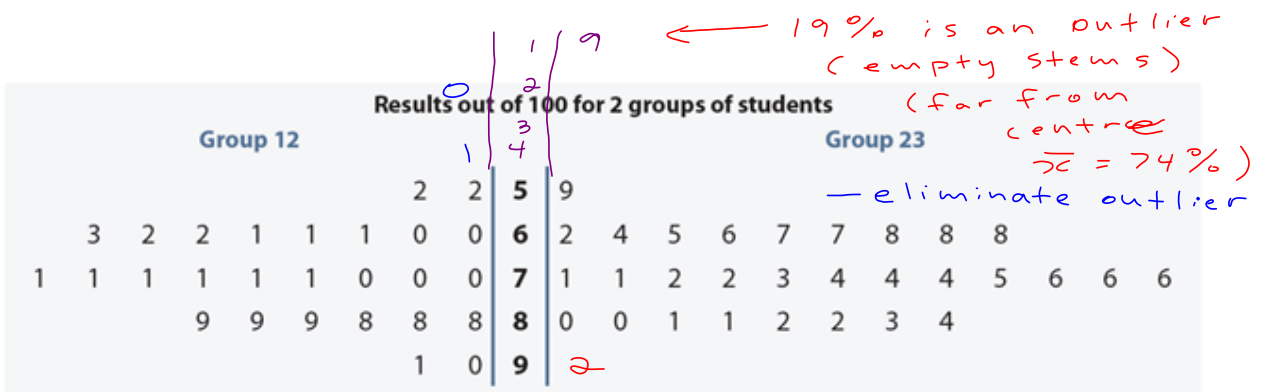 1 9 ← 19% is an outlier
(empty stems)
0 2
Results out of 100 for 2 groups of students (far from
3 centre
Group 12 Group 23
1 4 x̄ = 74%)
2 2 5 9 — eliminate outlier
3 2 2 1 1 1 0 0 6 2 4 5 6 7 7 8 8 8
1 1 1 1 1 1 0 0 0 7 1 1 2 2 3 4 4 4 5 6 6 6
9 9 9 8 8 8 8 0 0 1 1 2 2 3 4
1 0 9 2